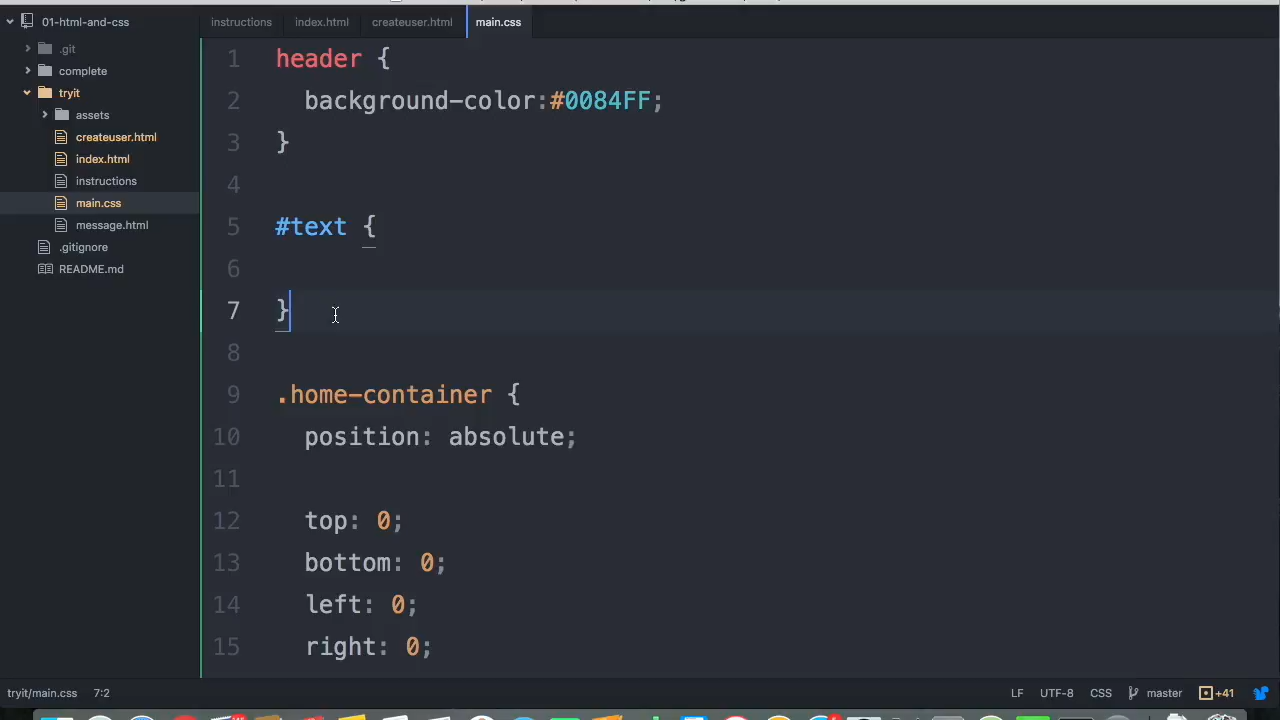 01-html-and-css
.git
complete
tryit
assets
createuser.html
index.html
instructions
main.css
message.html
.gitignore
README.md
instructions
index.html
createuser.html
main.css
1 header {
2 background-color:#0084FF;
3 }
4
5 #text {
6
7 }
8
9 .home-container {
10 position: absolute;
11
12 top: 0;
13 bottom: 0;
14 left: 0;
15 right: 0;
tryit/main.css 7:2 LF UTF-8 CSS master +41